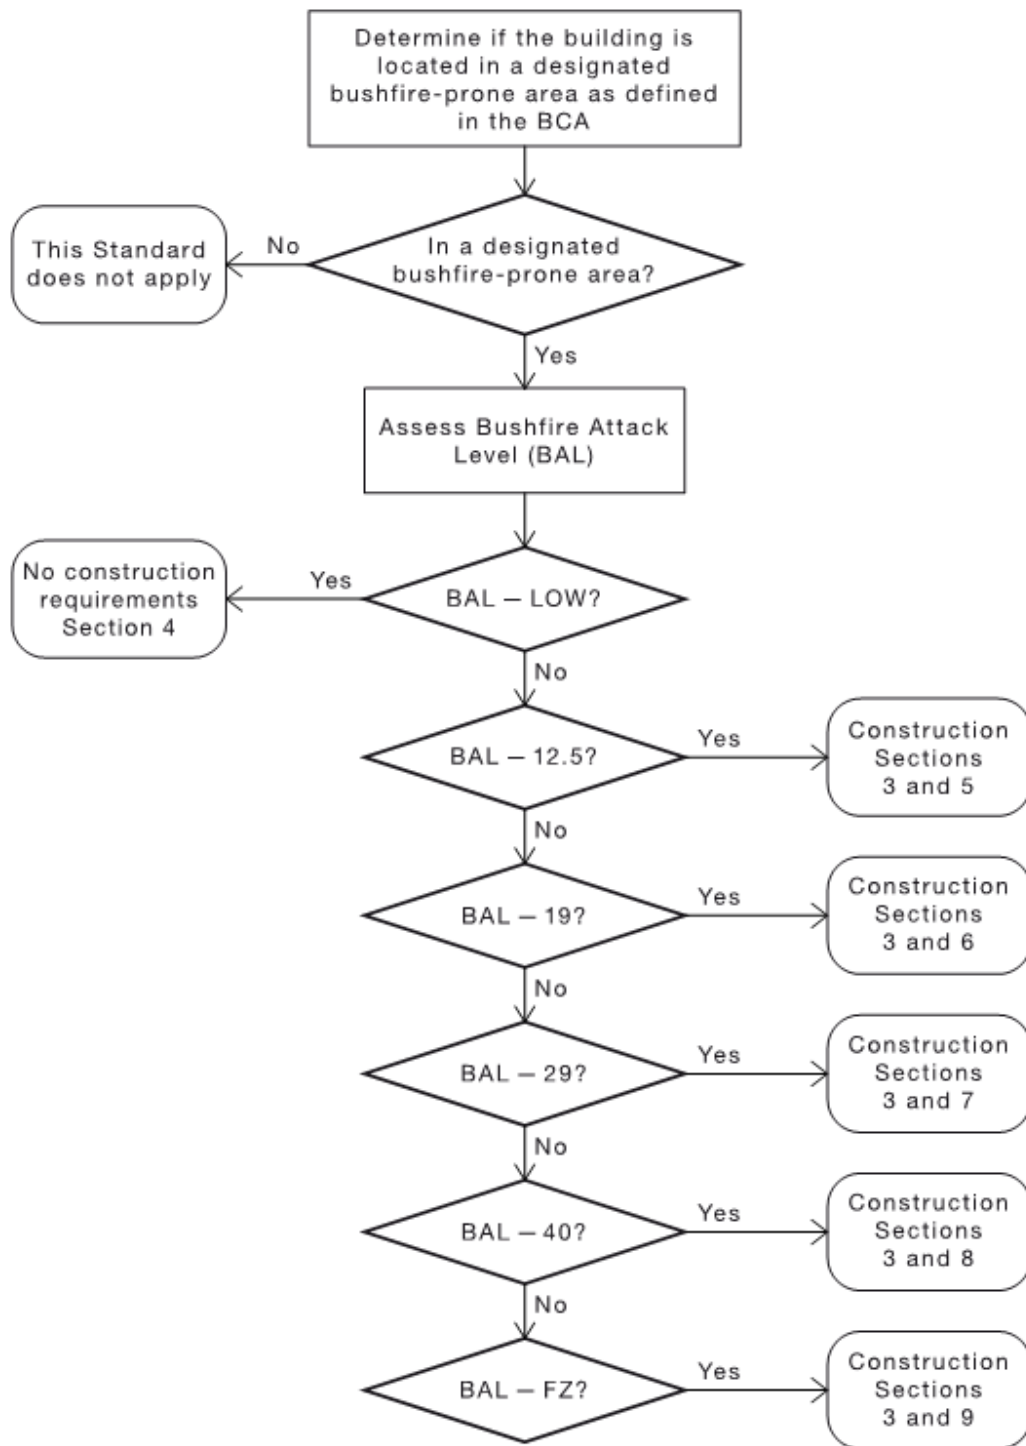 Determine if the building is
located in a designated
bushfire-prone area as defined
in the BCA
This Standard
does not apply
No
In a designated
bushfire-prone area?
Yes
Assess Bushfire Attack
Level (BAL)
No construction
requirements
Section 4
Yes
BAL — LOW?
No
BAL — 12.5?
Yes
Construction
Sections
3 and 5
No
BAL — 19?
Yes
Construction
Sections
3 and 6
No
BAL — 29?
Yes
Construction
Sections
3 and 7
No
BAL — 40?
Yes
Construction
Sections
3 and 8
No
BAL — FZ?
Yes
Construction
Sections
3 and 9